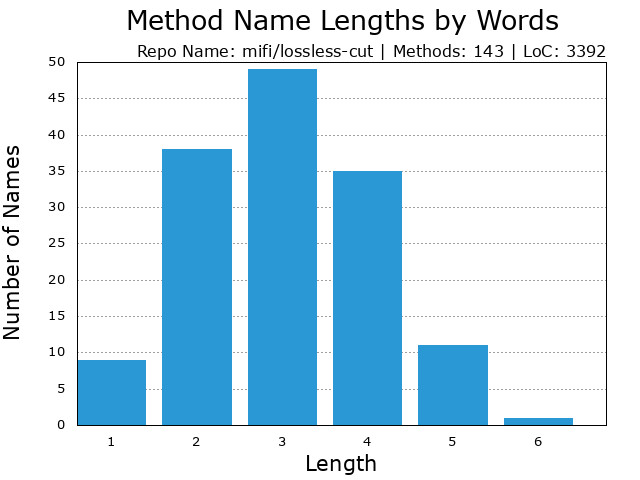 Method Name Lengths by Words
Repo Name: mifi/lossless-cut | Methods: 143 | LoC: 3392
Number of Names
50
45
40
35
30
25
20
15
10
5
0
1 2 3 4 5 6
Length